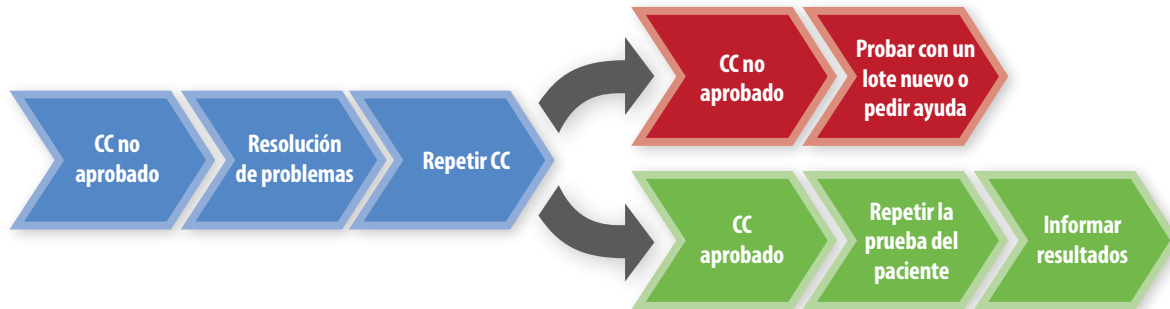 CC no
aprobado
Resolución
de problemas
Repetir CC
CC no
aprobado
Probar con un
lote nuevo o
pedir ayuda
CC
aprobado
Repetir la
prueba del
paciente
Informar
resultados